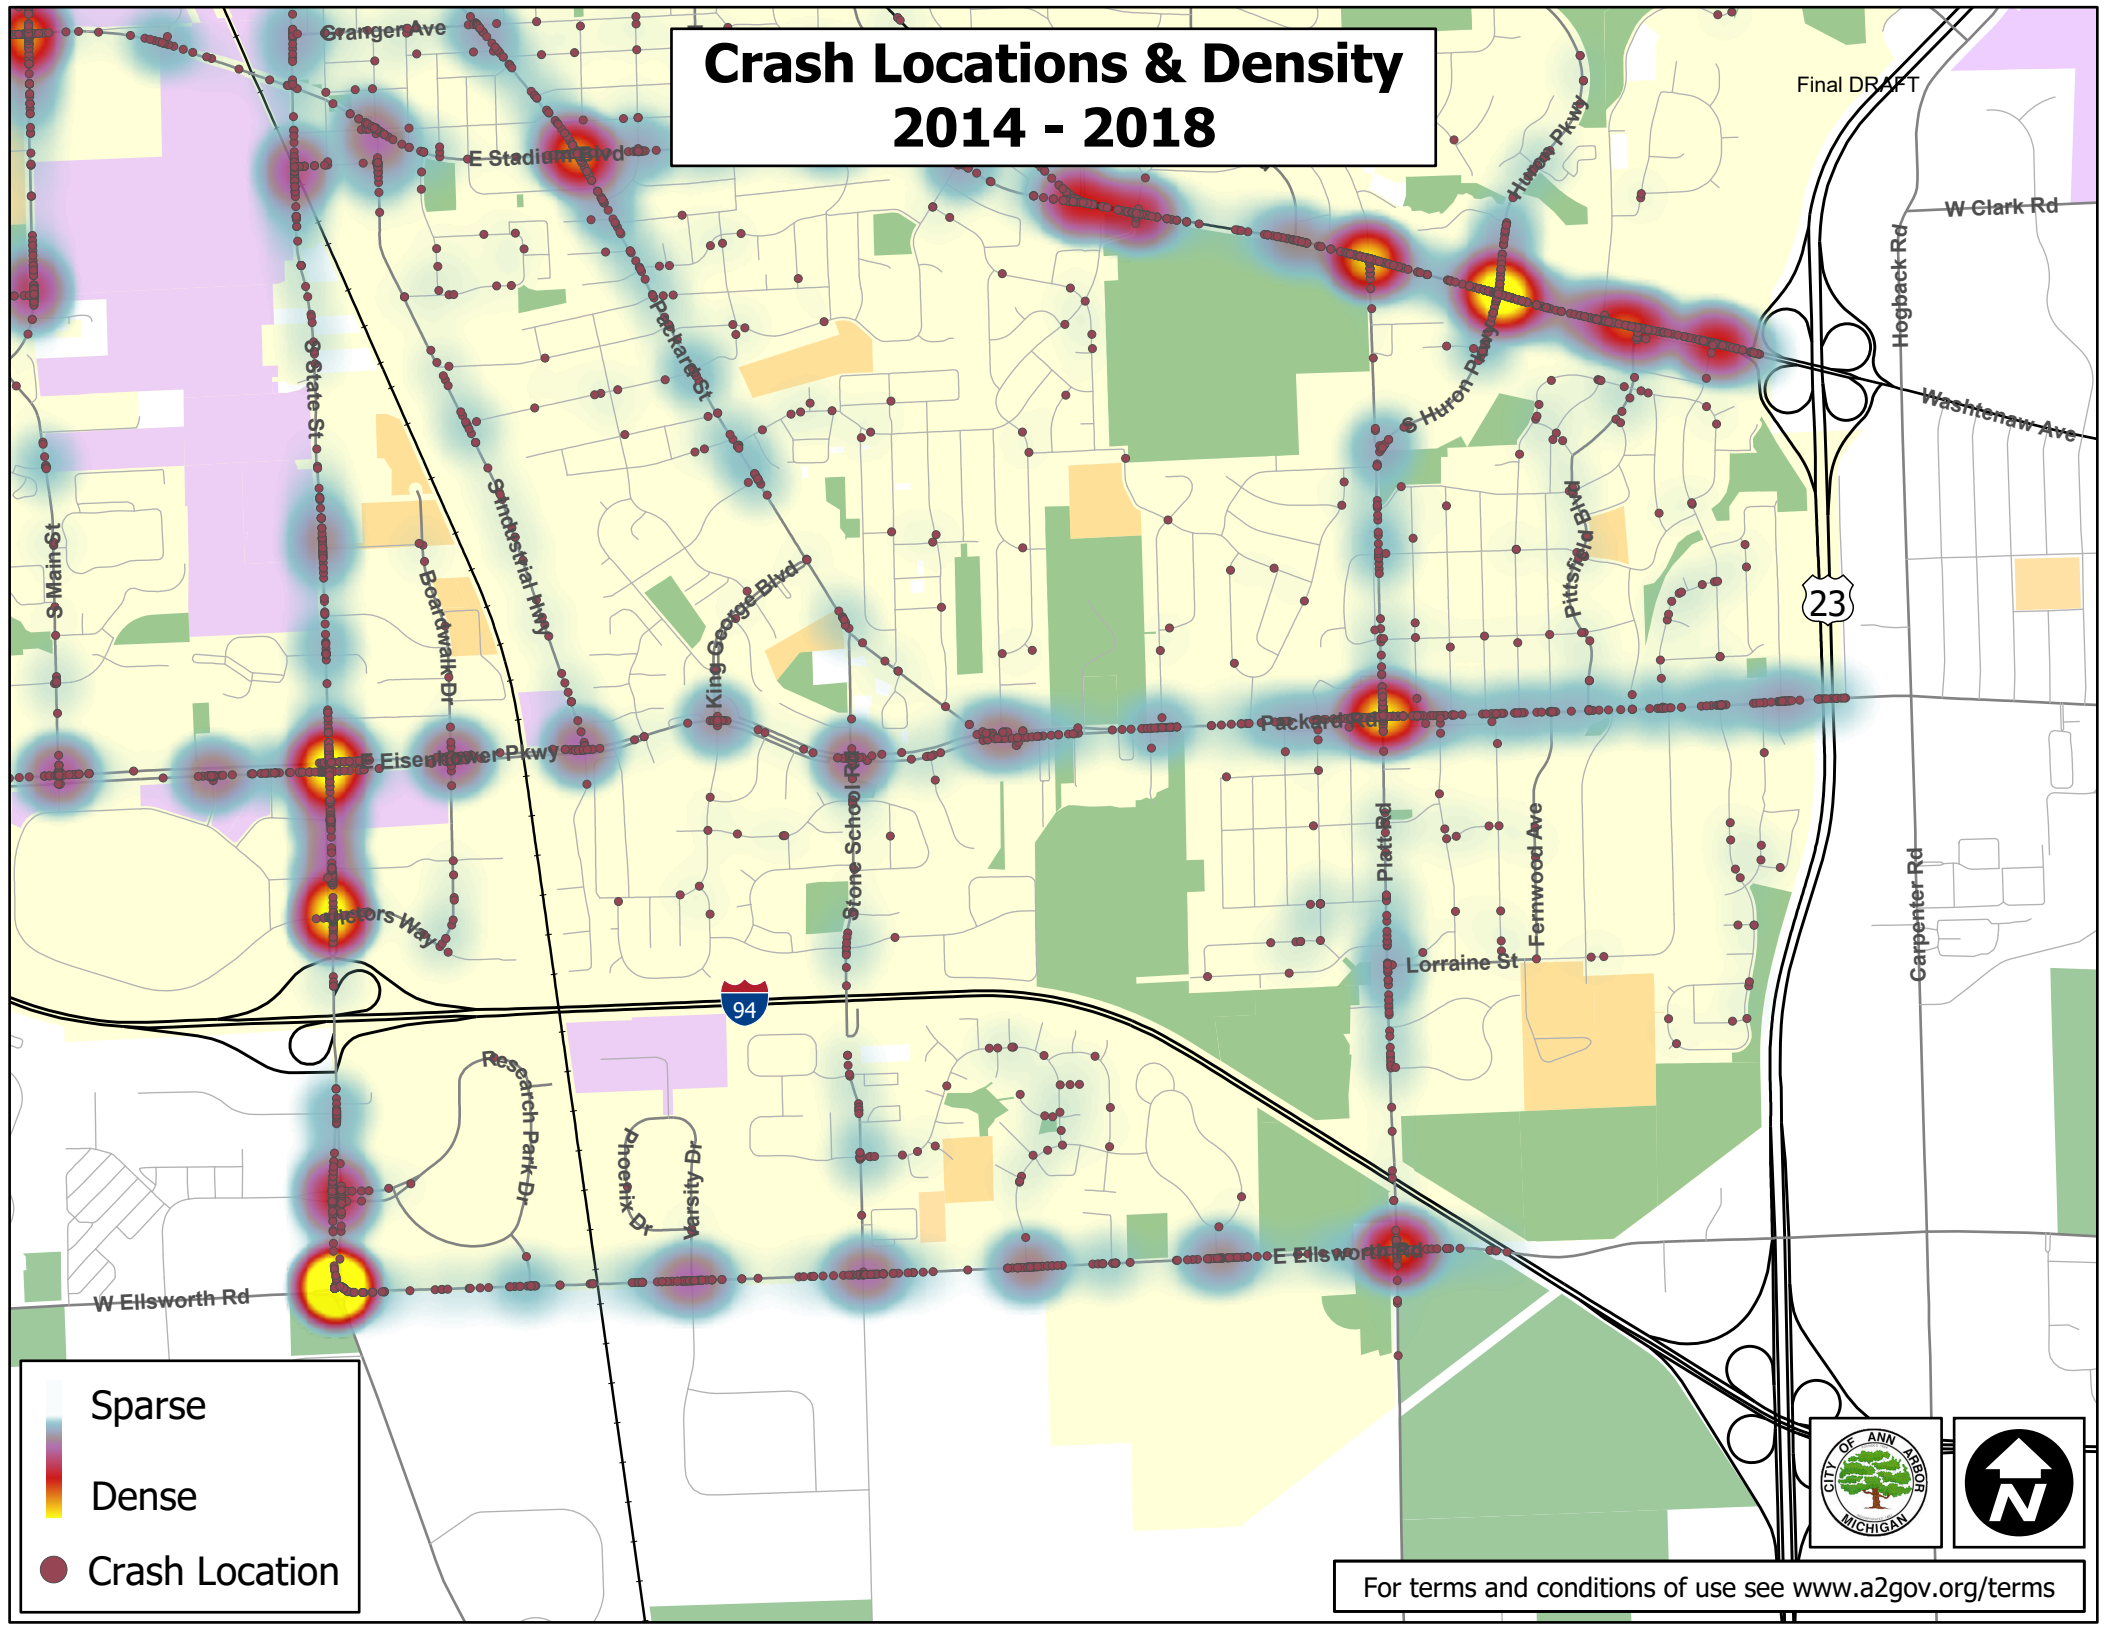 Crash Locations & Density
2014 - 2018
Final DRAFT
Granger Ave
E Stadium Blvd
Huron Pkwy
W Clark Rd
Hogback Rd
Packard St
S State St
S Huron Pkwy
Washtenaw Ave
S Main St
S Industrial Hwy
Boardwalk Dr
King George Blvd
Pittsfield Blvd
23
E Eisenhower Pkwy
Packard Rd
Stone School Rd
Platt Rd
Fernwood Ave
Carpenter Rd
Victors Way
Lorraine St
94
Research Park Dr
Phoenix Dr
Varsity Dr
E Ellsworth Rd
W Ellsworth Rd
Sparse
Dense
Crash Location
CITY OF ANN ARBOR
MICHIGAN
N
For terms and conditions of use see www.a2gov.org/terms